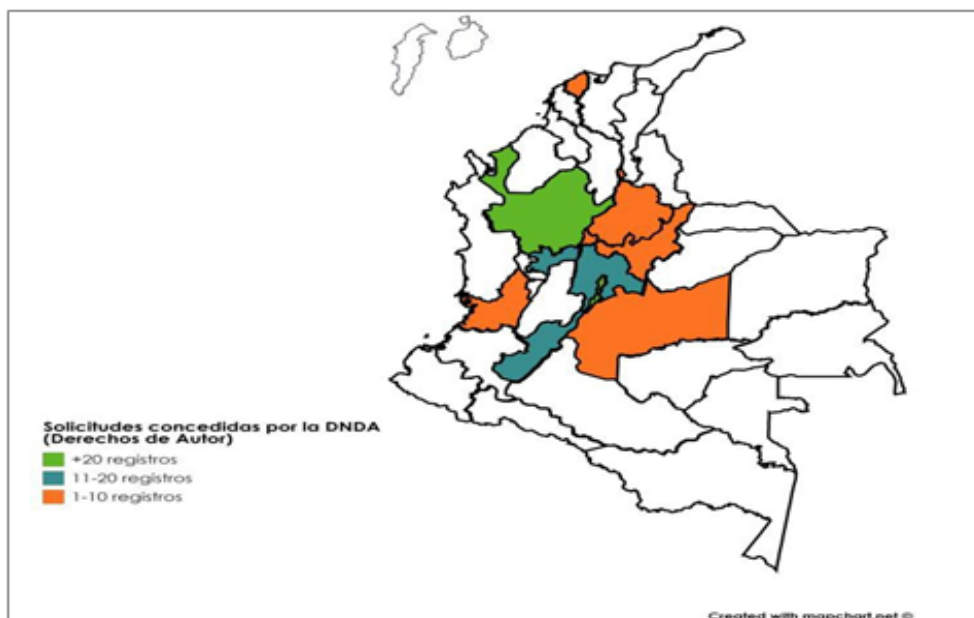 Solicitudes concedidas por la DNDA
(Derechos de Autor)
+20 registros
11-20 registros
1-10 registros
Created with mapchart.net ©